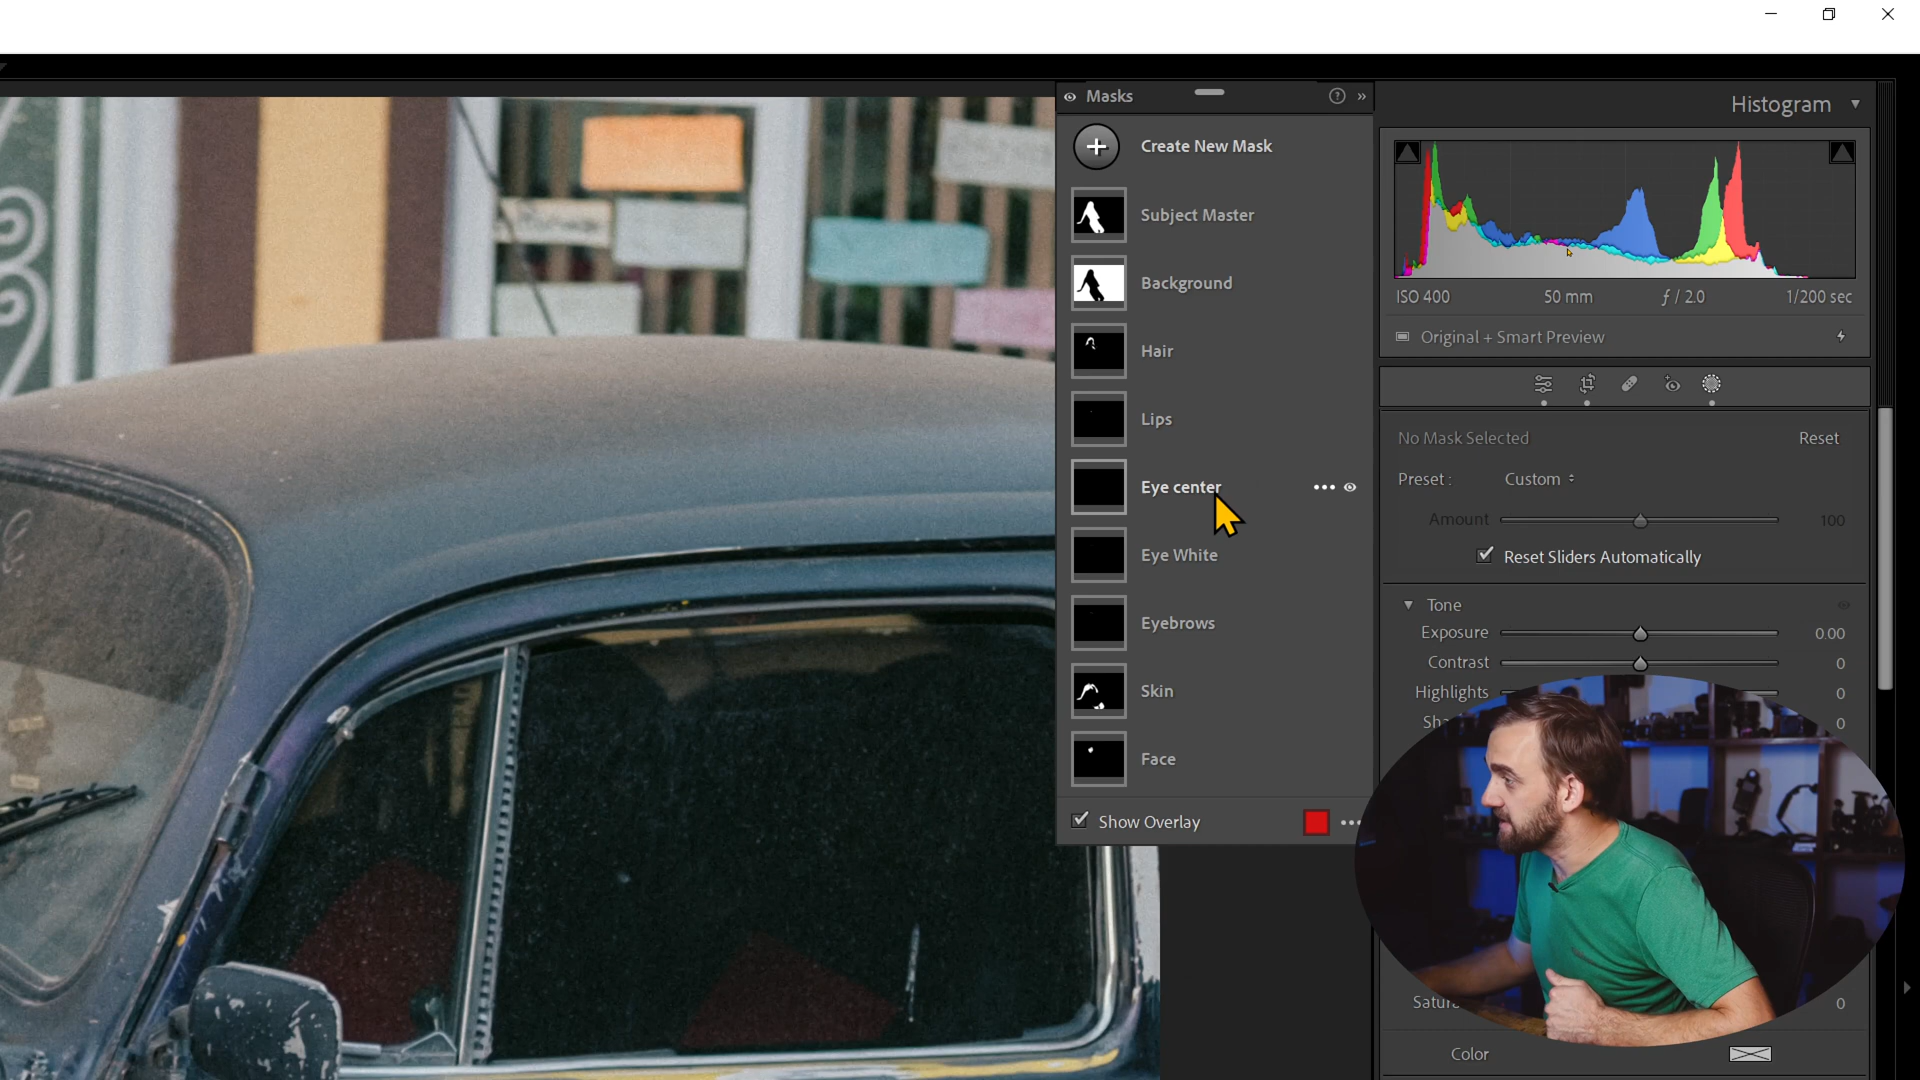 Masks
Create New Mask
Subject Master
Background
Hair
Lips
Eye center
Eye White
Eyebrows
Skin
Face
Show Overlay
Histogram
ISO 400 50 mm ƒ / 2.0 1/200 sec
Original + Smart Preview
No Mask Selected Reset
Preset : Custom
Amount 100
Reset Sliders Automatically
Tone
Exposure 0.00
Contrast 0
Highlights 0
0
0
Color